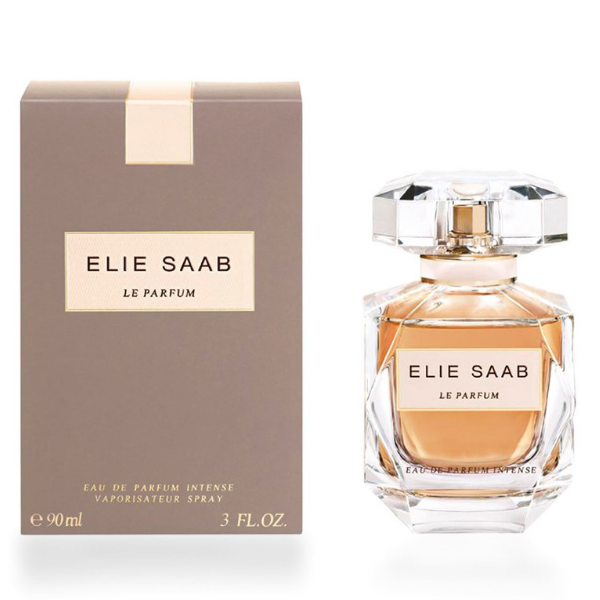 ELIE SAAB
LE PARFUM
EAU DE PARFUM INTENSE
VAPORISATEUR SPRAY
℮ 90 ml 3 FL.OZ.
ELIE SAAB
LE PARFUM
EAU DE PARFUM INTENSE